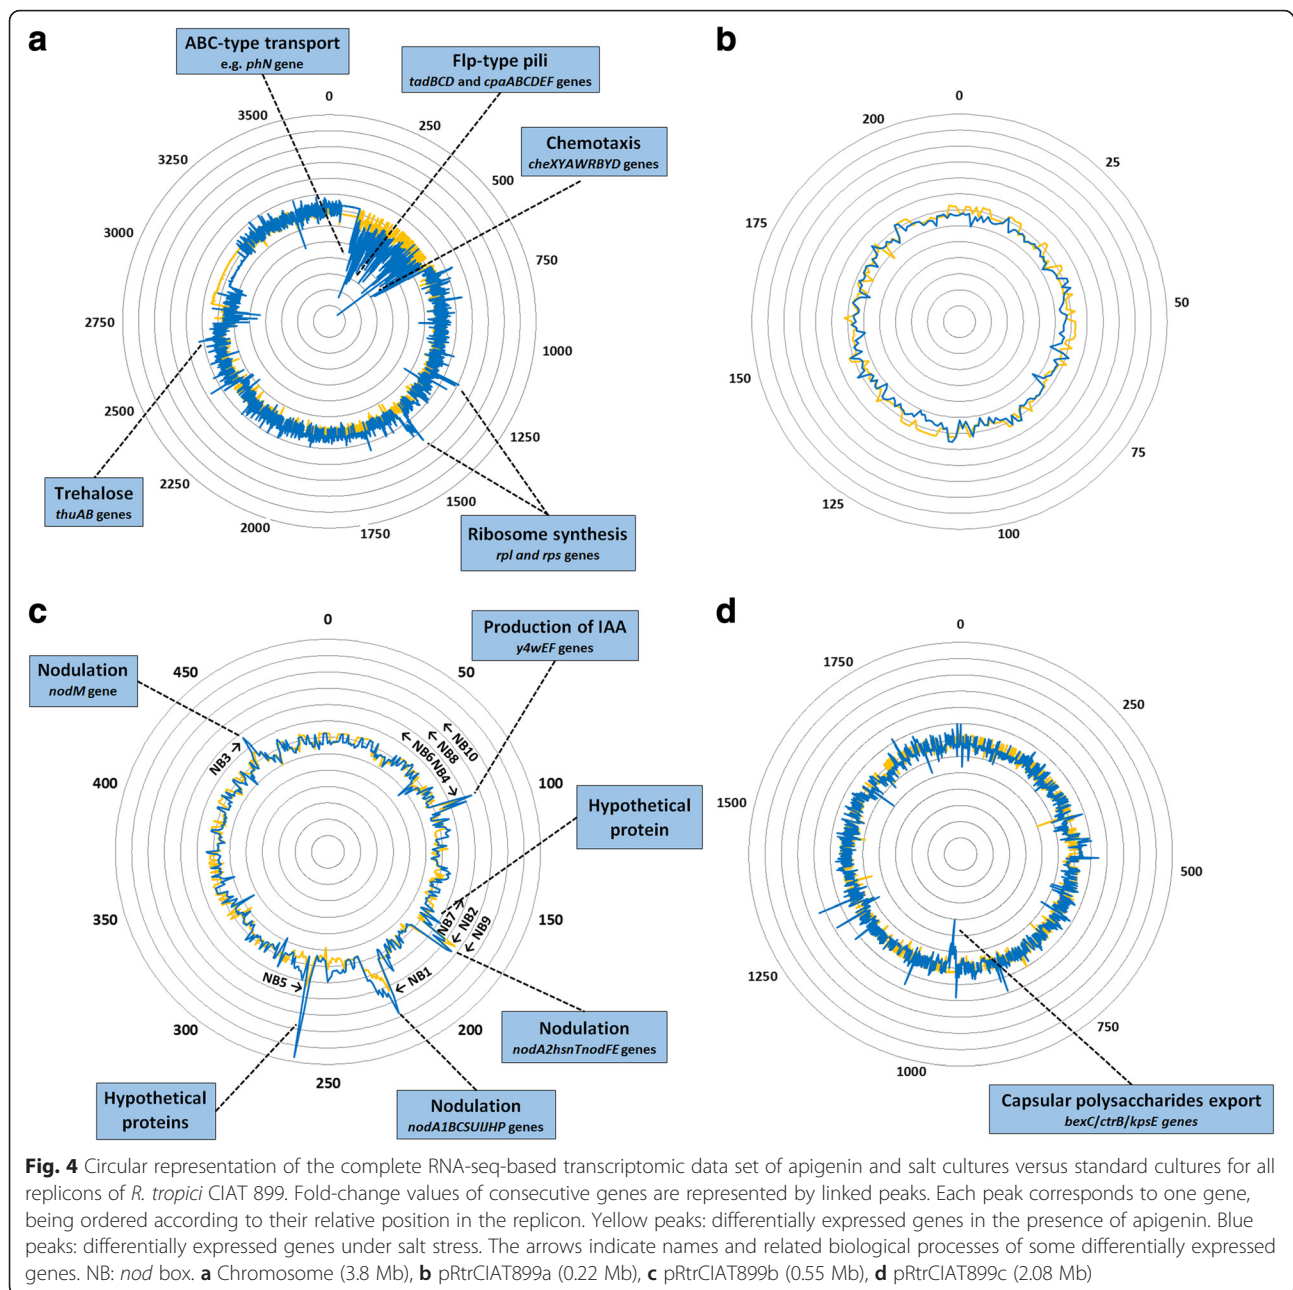 a
ABC-type transport
e.g. phN gene
Flp-type pili
tadBCD and cpaABCDEF genes
Chemotaxis
cheXYAWRBYD genes
0
250
500
750
1000
1250
1500
1750
2000
2250
2500
2750
3000
3250
3500
Trehalose
thuAB genes
Ribosome synthesis
rpl and rps genes
b
0
25
50
75
100
125
150
175
200
c
0
50
100
150
200
250
300
350
400
450
Nodulation
nodM gene
Production of IAA
y4wEF genes
Hypothetical
protein
NB3 →
← NB10
← NB8
← NB6
NB4 →
NB7 →
← NB2
← NB9
← NB1
NB5 →
Nodulation
nodA2hsnTnodFE genes
Nodulation
nodA1BCSUIJHP genes
Hypothetical
proteins
d
0
250
500
750
1000
1250
1500
1750
Capsular polysaccharides export
bexC/ctrB/kpsE genes
Fig. 4 Circular representation of the complete RNA-seq-based transcriptomic data set of apigenin and salt cultures versus standard cultures for all
replicons of R. tropici CIAT 899. Fold-change values of consecutive genes are represented by linked peaks. Each peak corresponds to one gene,
being ordered according to their relative position in the replicon. Yellow peaks: differentially expressed genes in the presence of apigenin. Blue
peaks: differentially expressed genes under salt stress. The arrows indicate names and related biological processes of some differentially expressed
genes. NB: nod box. a Chromosome (3.8 Mb), b pRtrCIAT899a (0.22 Mb), c pRtrCIAT899b (0.55 Mb), d pRtrCIAT899c (2.08 Mb)